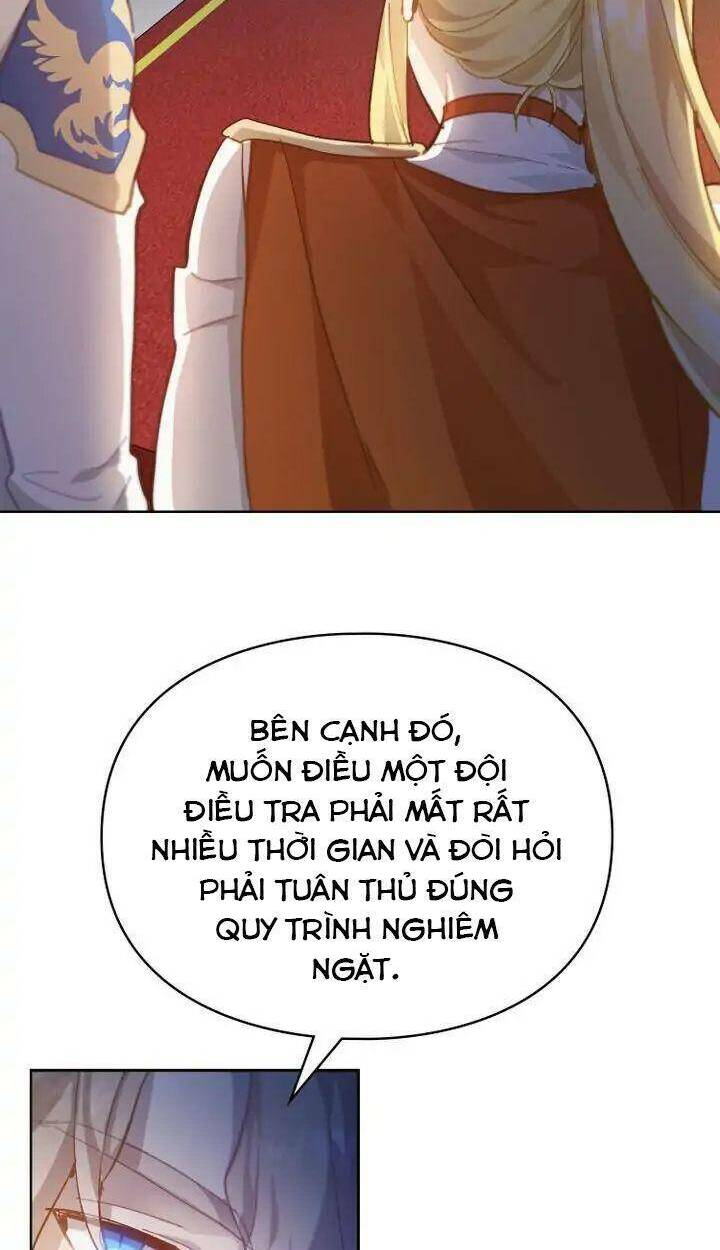 BÊN CẠNH ĐÓ,
MUỐN ĐIỀU MỘT ĐỘI
ĐIỀU TRA PHẢI MẤT RẤT
NHIỀU THỜI GIAN VÀ ĐÒI HỎI
PHẢI TUÂN THỦ ĐÚNG
QUY TRÌNH NGHIÊM
NGẶT.